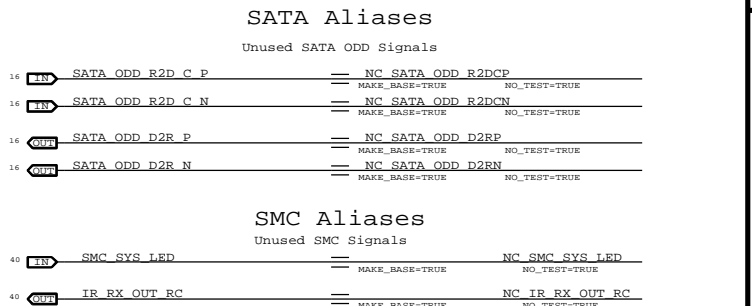 SATA Aliases
Unused SATA ODD Signals
16 IN SATA_ODD_R2D_C_P NC_SATA_ODD_R2DCP
MAKE_BASE=TRUE NO_TEST=TRUE
16 IN SATA_ODD_R2D_C_N NC_SATA_ODD_R2DCN
MAKE_BASE=TRUE NO_TEST=TRUE
16 OUT SATA_ODD_D2R_P NC_SATA_ODD_D2RP
MAKE_BASE=TRUE NO_TEST=TRUE
16 OUT SATA_ODD_D2R_N NC_SATA_ODD_D2RN
MAKE_BASE=TRUE NO_TEST=TRUE
SMC Aliases
Unused SMC Signals
40 IN SMC_SYS_LED NC_SMC_SYS_LED
MAKE_BASE=TRUE NO_TEST=TRUE
40 OUT IR_RX_OUT_RC NC_IR_RX_OUT_RC
MAKE_BASE=TRUE NO_TEST=TRUE